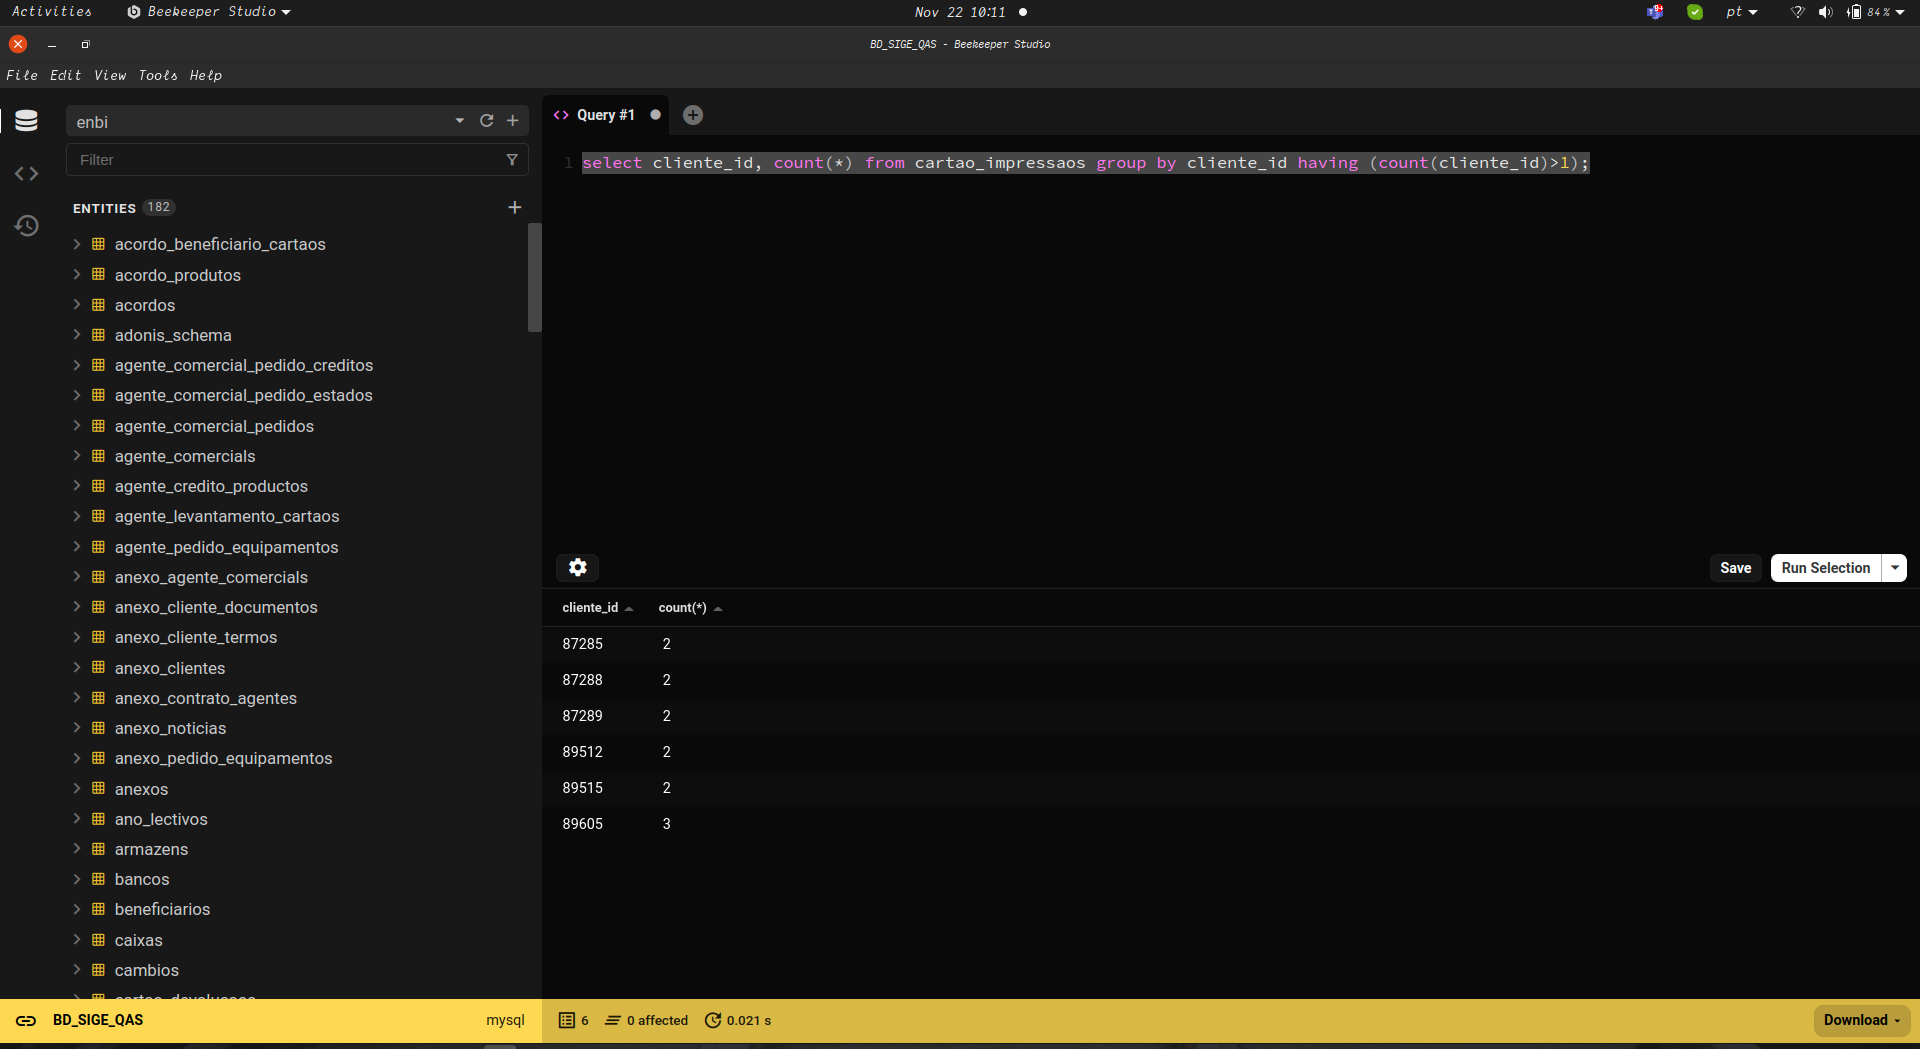 Activities Beekeeper Studio Nov 22 10:11 pt 84%
BD_SIGE_QAS - Beekeeper Studio
File Edit View Tools Help
enbi
Filter
ENTITIES 182
acordo_beneficiario_cartaos
acordo_produtos
acordos
adonis_schema
agente_comercial_pedido_creditos
agente_comercial_pedido_estados
agente_comercial_pedidos
agente_comercials
agente_credito_productos
agente_levantamento_cartaos
agente_pedido_equipamentos
anexo_agente_comercials
anexo_cliente_documentos
anexo_cliente_termos
anexo_clientes
anexo_contrato_agentes
anexo_noticias
anexo_pedido_equipamentos
anexos
ano_lectivos
armazens
bancos
beneficiarios
caixas
cambios
Query #1
1 select cliente_id, count(*) from cartao_impressaos group by cliente_id having (count(cliente_id)>1);
Save Run Selection
cliente_id count(*)
87285 2
87288 2
87289 2
89512 2
89515 2
89605 3
BD_SIGE_QAS mysql 6 0 affected 0.021 s Download